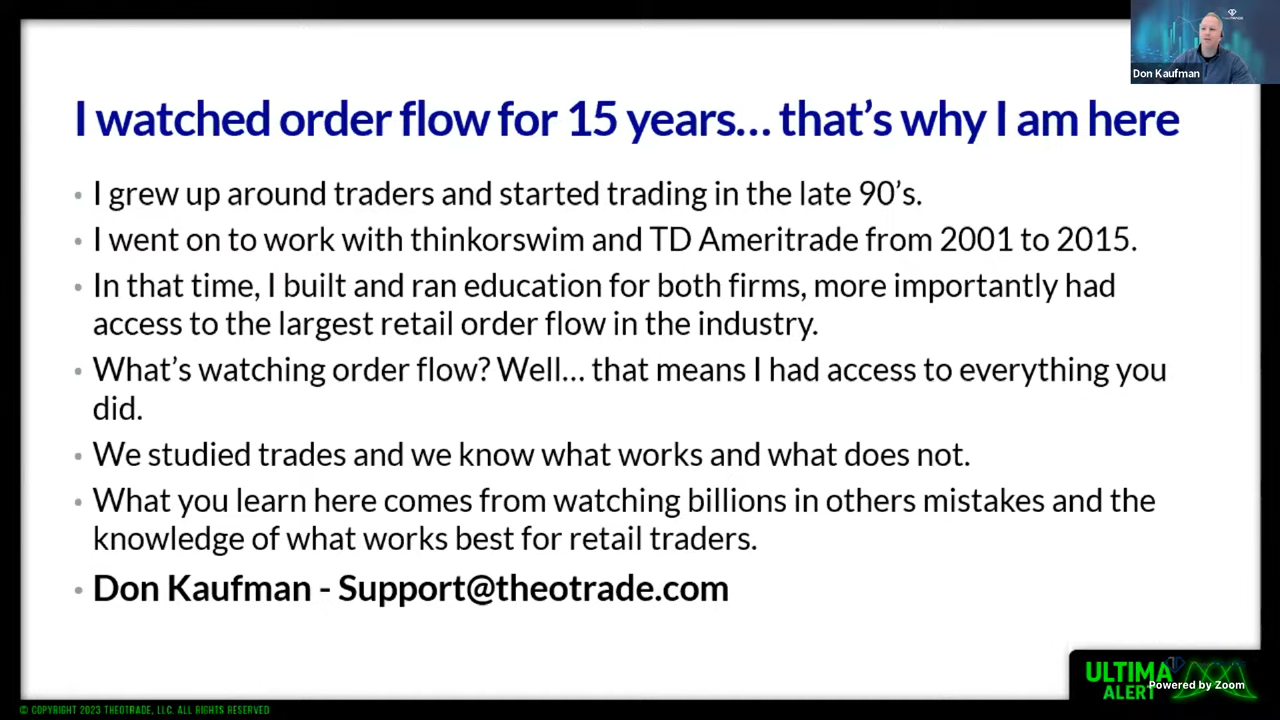 Don Kaufman
I watched order flow for 15 years... that's why I am here
• I grew up around traders and started trading in the late 90's.
• I went on to work with thinkorswim and TD Ameritrade from 2001 to 2015.
• In that time, I built and ran education for both firms, more importantly had
access to the largest retail order flow in the industry.
• What's watching order flow? Well... that means I had access to everything you
did.
• We studied trades and we know what works and what does not.
• What you learn here comes from watching billions in others mistakes and the
knowledge of what works best for retail traders.
• Don Kaufman - Support@theotrade.com
ULTIMA
ALERT
Powered by Zoom
© COPYRIGHT 2023 THEOTRADE, LLC. ALL RIGHTS RESERVED